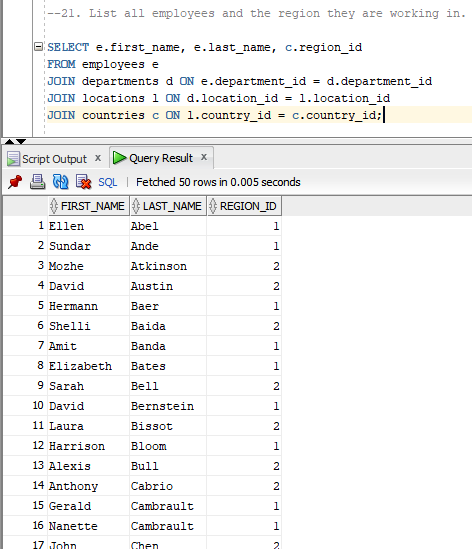 --21. List all employees and the region they are working in.
SELECT e.first_name, e.last_name, c.region_id
FROM employees e
JOIN departments d ON e.department_id = d.department_id
JOIN locations l ON d.location_id = l.location_id
JOIN countries c ON l.country_id = c.country_id;
Script Output x Query Result x
SQL | Fetched 50 rows in 0.005 seconds
FIRST_NAME LAST_NAME REGION_ID
1 Ellen Abel 1
2 Sundar Ande 1
3 Mozhe Atkinson 2
4 David Austin 2
5 Hermann Baer 1
6 Shelli Baida 2
7 Amit Banda 1
8 Elizabeth Bates 1
9 Sarah Bell 2
10 David Bernstein 1
11 Laura Bissot 2
12 Harrison Bloom 1
13 Alexis Bull 2
14 Anthony Cabrio 2
15 Gerald Cambrault 1
16 Nanette Cambrault 1
17 John Chen 2